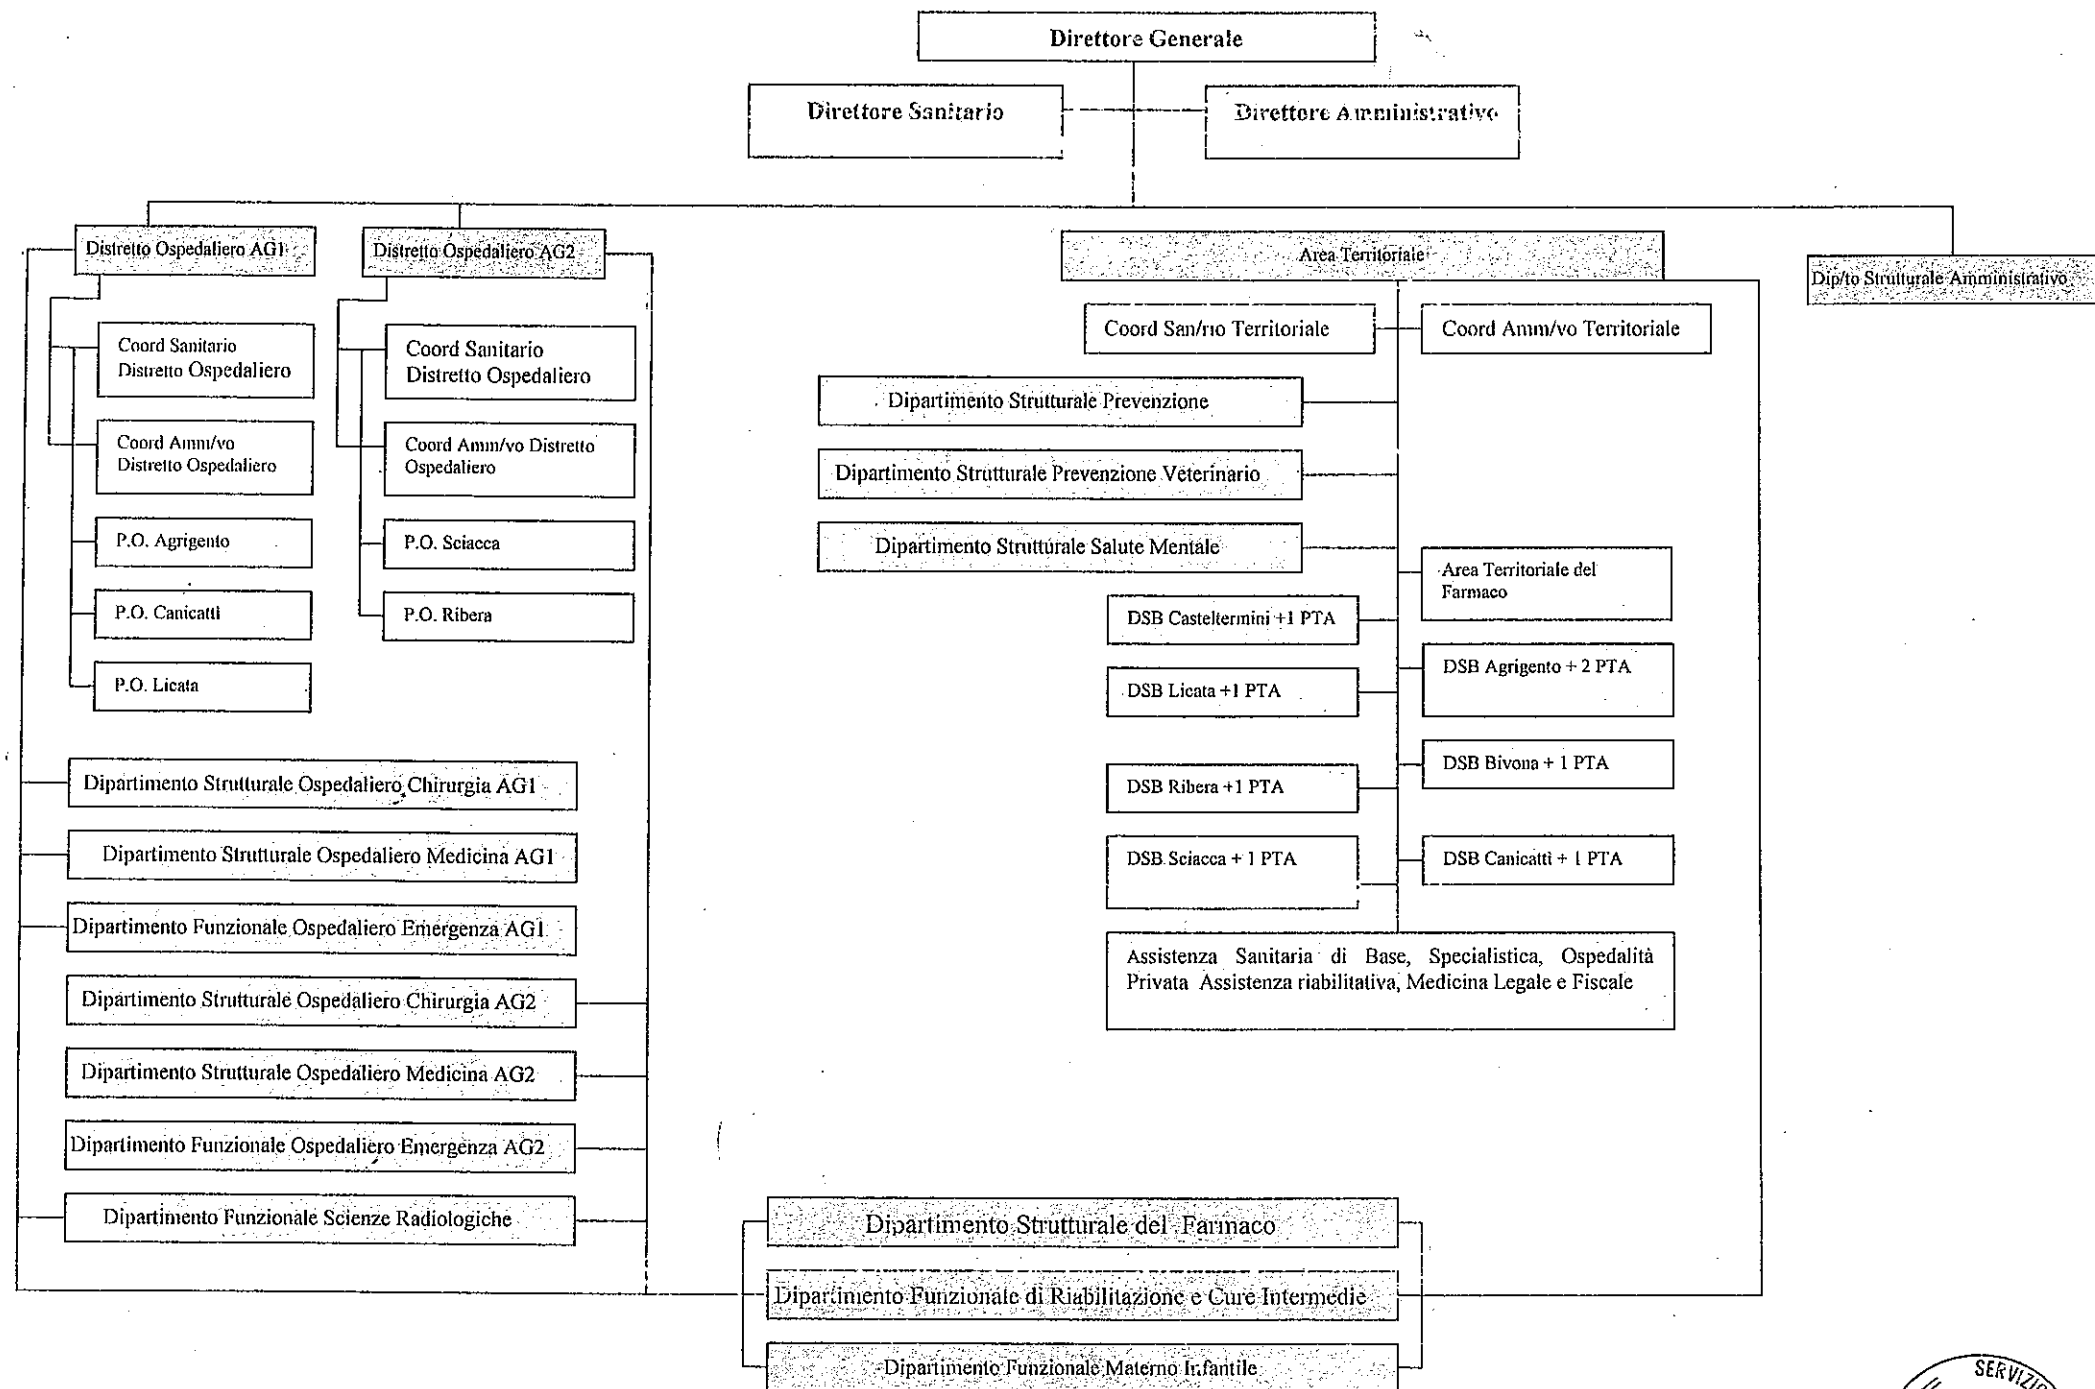 Direttore Generale
Direttore Sanitario
Direttore Amministrativo
Distretto Ospedaliero AG1
Distretto Ospedaliero AG2
Area Territoriale
Dip/to Strutturale Amministrativo
Coord Sanitario
Distretto Ospedaliero
Coord Amm/vo
Distretto Ospedaliero
P.O. Agrigento
P.O. Canicattì
P.O. Licata
Coord Sanitario
Distretto Ospedaliero
Coord Amm/vo Distretto
Ospedaliero
P.O. Sciacca
P.O. Ribera
Coord San/rio Territoriale
Coord Amm/vo Territoriale
Dipartimento Strutturale Prevenzione
Dipartimento Strutturale Prevenzione Veterinario
Dipartimento Strutturale Salute Mentale
Area Territoriale del
Farmaco
DSB Casteltermini +1 PTA
DSB Agrigento + 2 PTA
DSB Licata +1 PTA
DSB Bivona + 1 PTA
DSB Ribera +1 PTA
DSB Sciacca + 1 PTA
DSB Canicattì + 1 PTA
Assistenza Sanitaria di Base, Specialistica, Ospedalità
Privata Assistenza riabilitativa, Medicina Legale e Fiscale
Dipartimento Strutturale Ospedaliero Chirurgia AG1
Dipartimento Strutturale Ospedaliero Medicina AG1
Dipartimento Funzionale Ospedaliero Emergenza AG1
Dipartimento Strutturale Ospedaliero Chirurgia AG2
Dipartimento Strutturale Ospedaliero Medicina AG2
Dipartimento Funzionale Ospedaliero Emergenza AG2
Dipartimento Funzionale Scienze Radiologiche
Dipartimento Strutturale del Farmaco
Dipartimento Funzionale di Riabilitazione e Cure Intermedie
Dipartimento Funzionale Materno Infantile